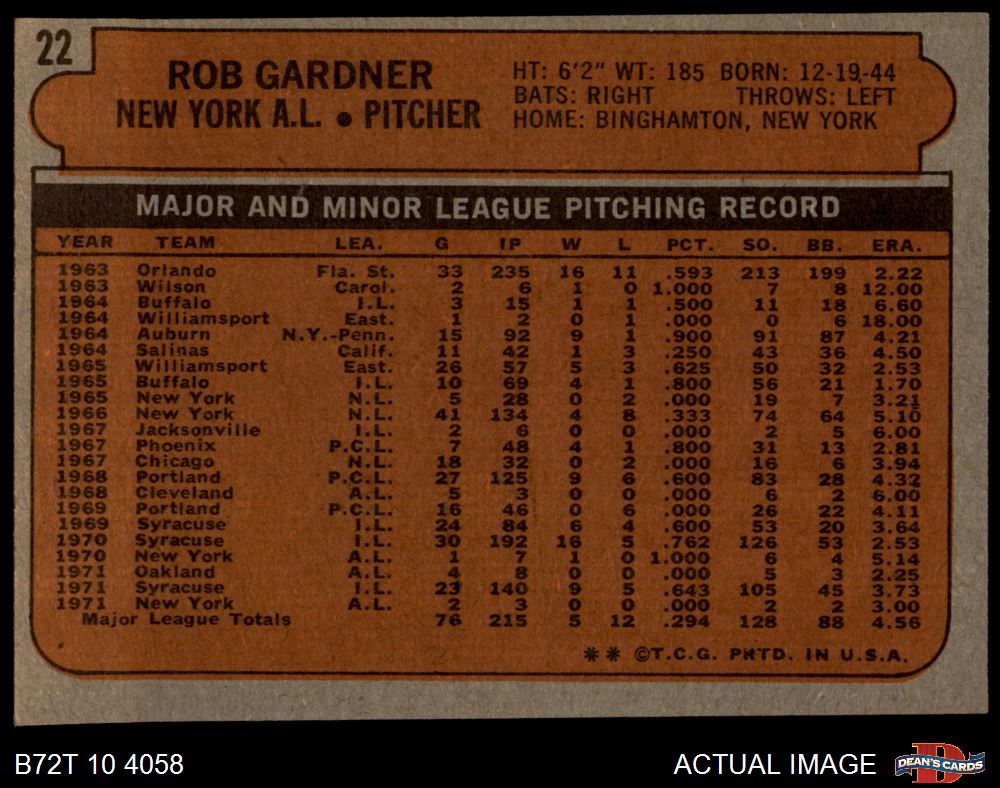 22
ROB GARDNER
NEW YORK A.L. • PITCHER
HT: 6'2" WT: 185 BORN: 12-19-44
BATS: RIGHT THROWS: LEFT
HOME: BINGHAMTON, NEW YORK
MAJOR AND MINOR LEAGUE PITCHING RECORD
YEAR TEAM LEA. G IP W L PCT. SO. BB. ERA.
1963 Orlando Fla. St. 33 235 16 11 .593 213 199 2.22
1963 Wilson Carol. 2 6 1 0 1.000 7 8 12.00
1964 Buffalo I.L. 3 15 1 1 .500 11 18 6.60
1964 Williamsport East. 1 2 0 1 .000 0 6 18.00
1964 Auburn N.Y.-Penn. 15 92 9 1 .900 91 87 4.21
1964 Salinas Calif. 11 42 1 3 .250 43 36 4.50
1965 Williamsport East. 26 57 5 3 .625 50 32 2.53
1965 Buffalo I.L. 10 69 4 1 .800 56 21 1.70
1965 New York N.L. 5 28 0 2 .000 19 7 3.21
1966 New York N.L. 41 134 4 8 .333 74 64 5.10
1967 Jacksonville I.L. 2 6 0 0 .000 2 5 6.00
1967 Phoenix P.C.L. 7 48 4 1 .800 31 13 2.81
1967 Chicago N.L. 18 32 0 2 .000 16 6 3.94
1968 Portland P.C.L. 27 125 9 6 .600 83 28 4.32
1968 Cleveland A.L. 5 3 0 0 .000 6 2 6.00
1969 Portland P.C.L. 16 46 0 6 .000 26 22 4.11
1969 Syracuse I.L. 24 84 6 4 .600 53 20 3.64
1970 Syracuse I.L. 30 192 16 5 .762 126 53 2.53
1970 New York A.L. 1 7 1 0 1.000 6 4 5.14
1971 Oakland A.L. 4 8 0 0 .000 5 3 2.25
1971 Syracuse I.L. 23 140 9 5 .643 105 45 3.73
1971 New York A.L. 2 3 0 0 .000 2 2 3.00
Major League Totals 76 215 5 12 .294 128 88 4.56
** ©T.C.G. PRTD. IN U.S.A.
B72T 10 4058
ACTUAL IMAGE
D
DEAN'S CARDS